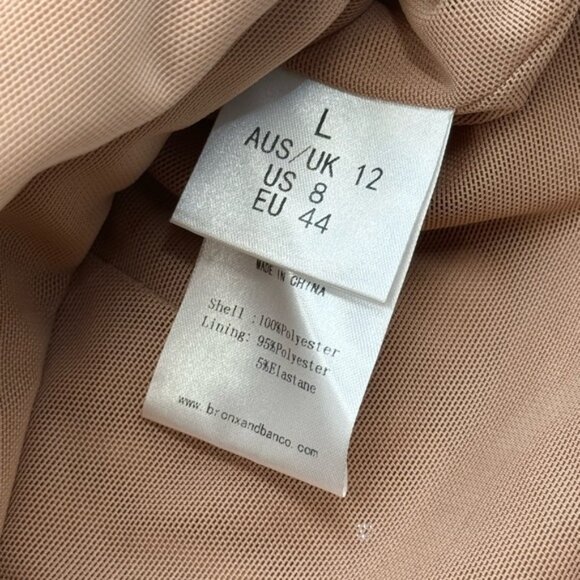 L
AUS/UK 12
US 8
EU 44
MADE IN CHINA
Shell :100%Polyester
Lining: 95%Polyester
5%Elastane
www.bronxandbanco.com